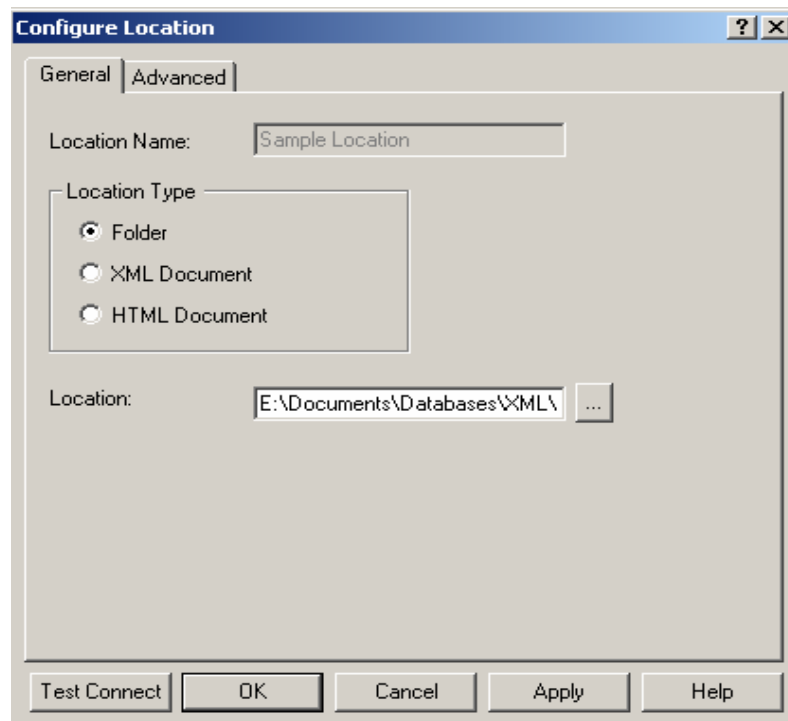 Configure Location
General Advanced
Location Name: Sample Location
Location Type
Folder
XML Document
HTML Document
Location: E:\Documents\Databases\XML\ ...
Test Connect OK Cancel Apply Help